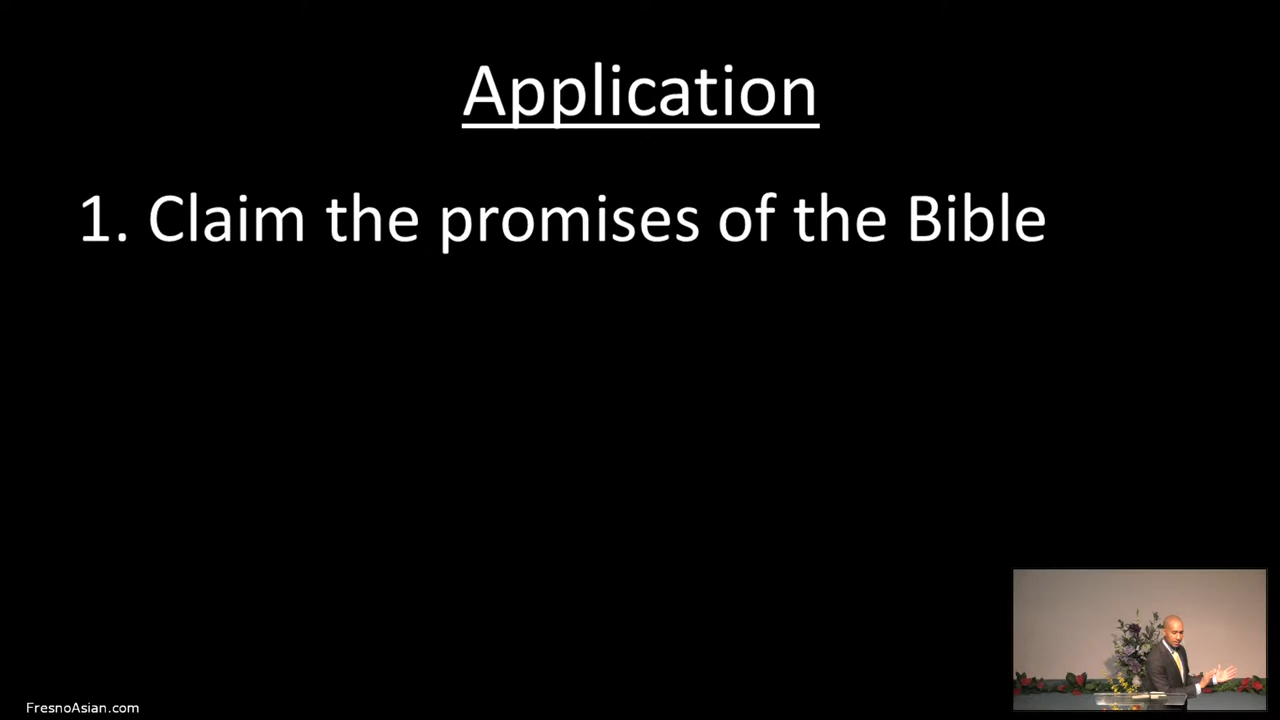 Application
1. Claim the promises of the Bible
FresnoAsian.com